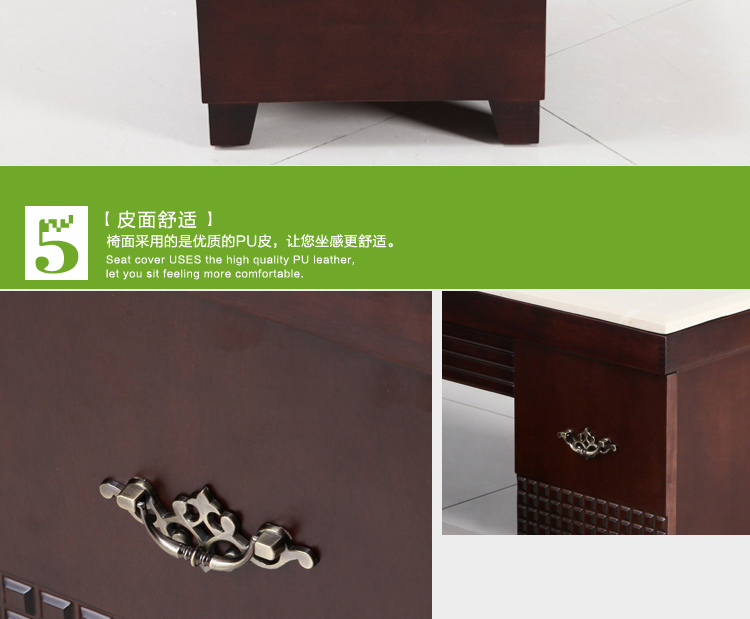 5
【 皮面舒适 】
椅面采用的是优质的PU皮，让您坐感更舒适。
Seat cover USES the high quality PU leather,
let you sit feeling more comfortable.